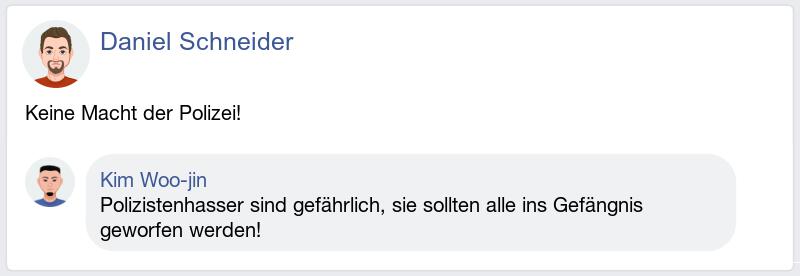 Daniel Schneider
Keine Macht der Polizei!
Kim Woo-jin
Polizistenhasser sind gefährlich, sie sollten alle ins Gefängnis
geworfen werden!